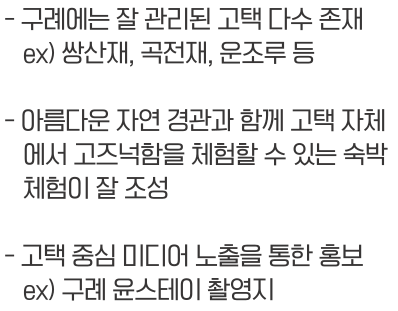 - 구례에는 잘 관리된 고택 다수 존재
ex) 쌍산재, 곡전재, 운조루 등
- 아름다운 자연 경관과 함께 고택 자체
에서 고즈넉함을 체험할 수 있는 숙박
체험이 잘 조성
- 고택 중심 미디어 노출을 통한 홍보
ex) 구례 윤스테이 촬영지